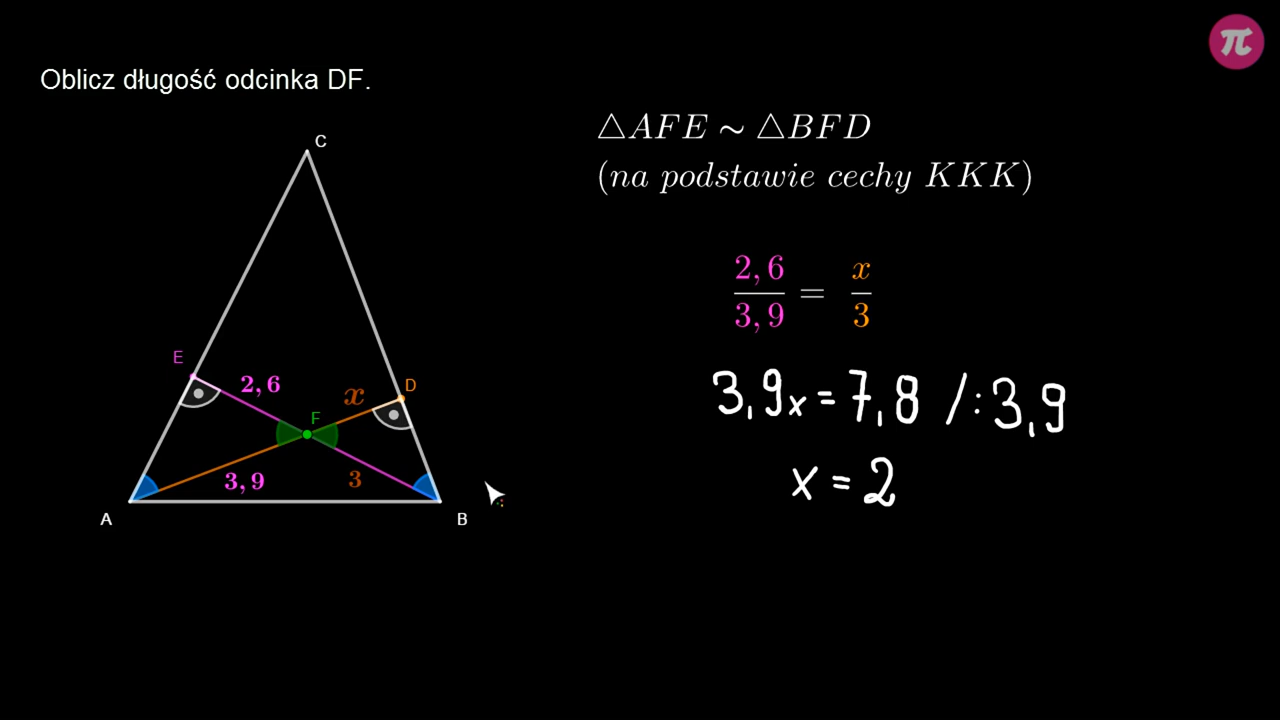 π
Oblicz długość odcinka DF.
C
E
2,6
x
D
F
3,9
3
A
B
△AFE ∼ △BFD
(na podstawie cechy KKK)
2,6/3,9 = x/3
3,9x = 7,8 /:3,9
x = 2